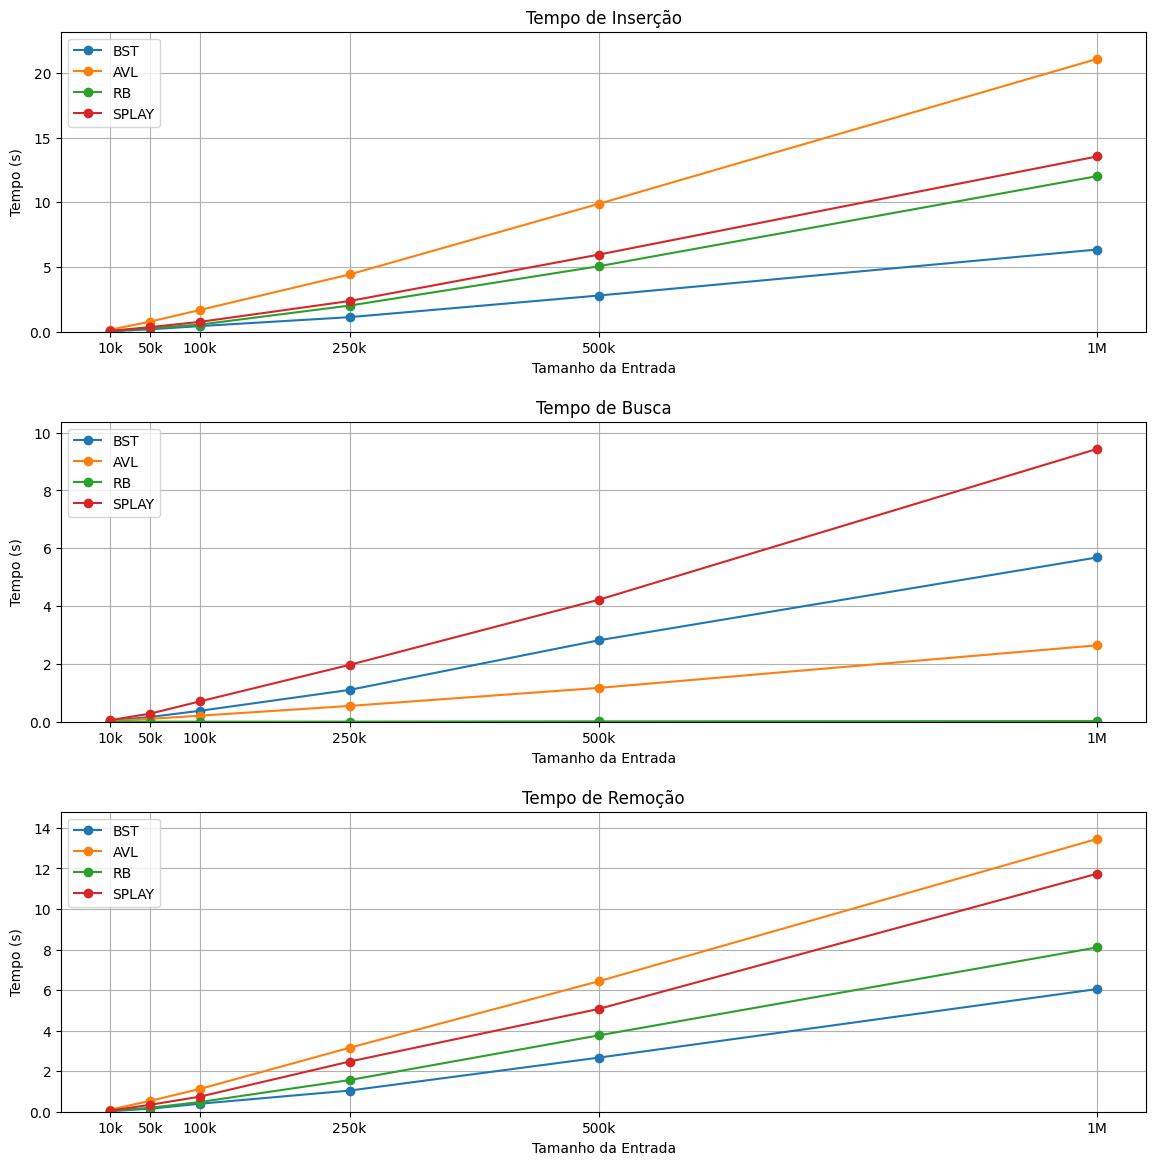 Tempo de Inserção
BST
AVL
RB
SPLAY
Tempo (s)
20
15
10
5
0.0
10k 50k 100k 250k 500k 1M
Tamanho da Entrada
Tempo de Busca
BST
AVL
RB
SPLAY
Tempo (s)
10
8
6
4
2
0.0
10k 50k 100k 250k 500k 1M
Tamanho da Entrada
Tempo de Remoção
BST
AVL
RB
SPLAY
Tempo (s)
14
12
10
8
6
4
2
0.0
10k 50k 100k 250k 500k 1M
Tamanho da Entrada